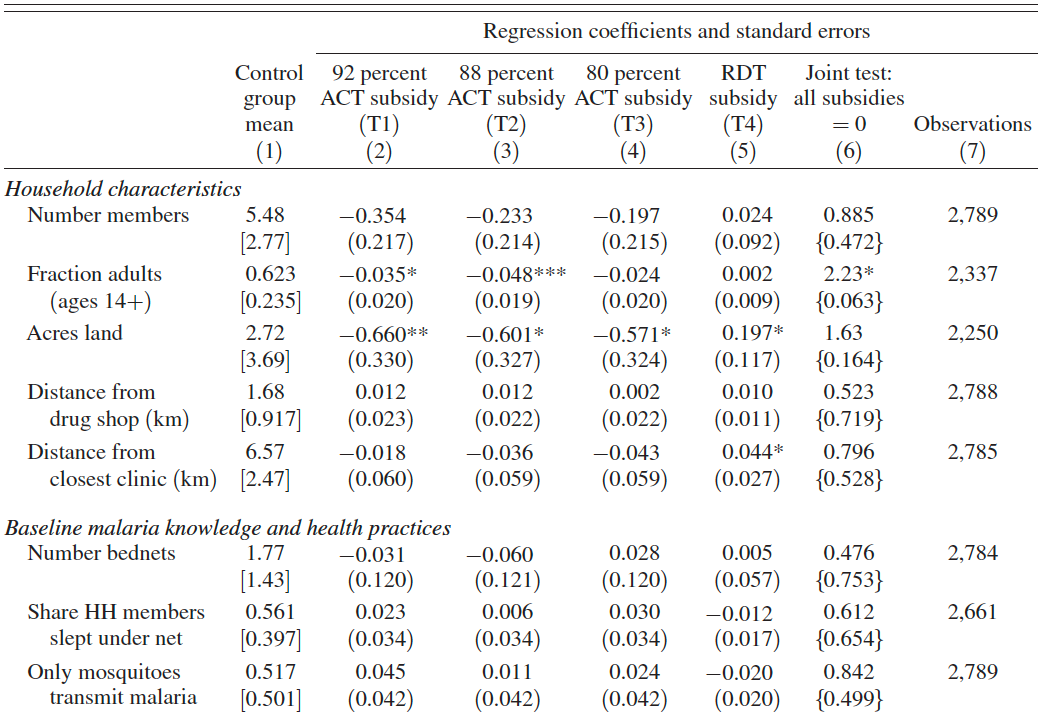 Regression coefficients and standard errors
Control group mean (1) 92 percent ACT subsidy (T1) (2) 88 percent ACT subsidy (T2) (3) 80 percent ACT subsidy (T3) (4) RDT subsidy (T4) (5) Joint test: all subsidies = 0 (6) Observations (7)
Household characteristics
Number members 5.48 −0.354 −0.233 −0.197 0.024 0.885 2,789
[2.77] (0.217) (0.214) (0.215) (0.092) {0.472}
Fraction adults 0.623 −0.035* −0.048*** −0.024 0.002 2.23* 2,337
(ages 14+) [0.235] (0.020) (0.019) (0.020) (0.009) {0.063}
Acres land 2.72 −0.660** −0.601* −0.571* 0.197* 1.63 2,250
[3.69] (0.330) (0.327) (0.324) (0.117) {0.164}
Distance from 1.68 0.012 0.012 0.002 0.010 0.523 2,788
drug shop (km) [0.917] (0.023) (0.022) (0.022) (0.011) {0.719}
Distance from 6.57 −0.018 −0.036 −0.043 0.044* 0.796 2,785
closest clinic (km) [2.47] (0.060) (0.059) (0.059) (0.027) {0.528}
Baseline malaria knowledge and health practices
Number bednets 1.77 −0.031 −0.060 0.028 0.005 0.476 2,784
[1.43] (0.120) (0.121) (0.120) (0.057) {0.753}
Share HH members 0.561 0.023 0.006 0.030 −0.012 0.612 2,661
slept under net [0.397] (0.034) (0.034) (0.034) (0.017) {0.654}
Only mosquitoes 0.517 0.045 0.011 0.024 −0.020 0.842 2,789
transmit malaria [0.501] (0.042) (0.042) (0.042) (0.020) {0.499}